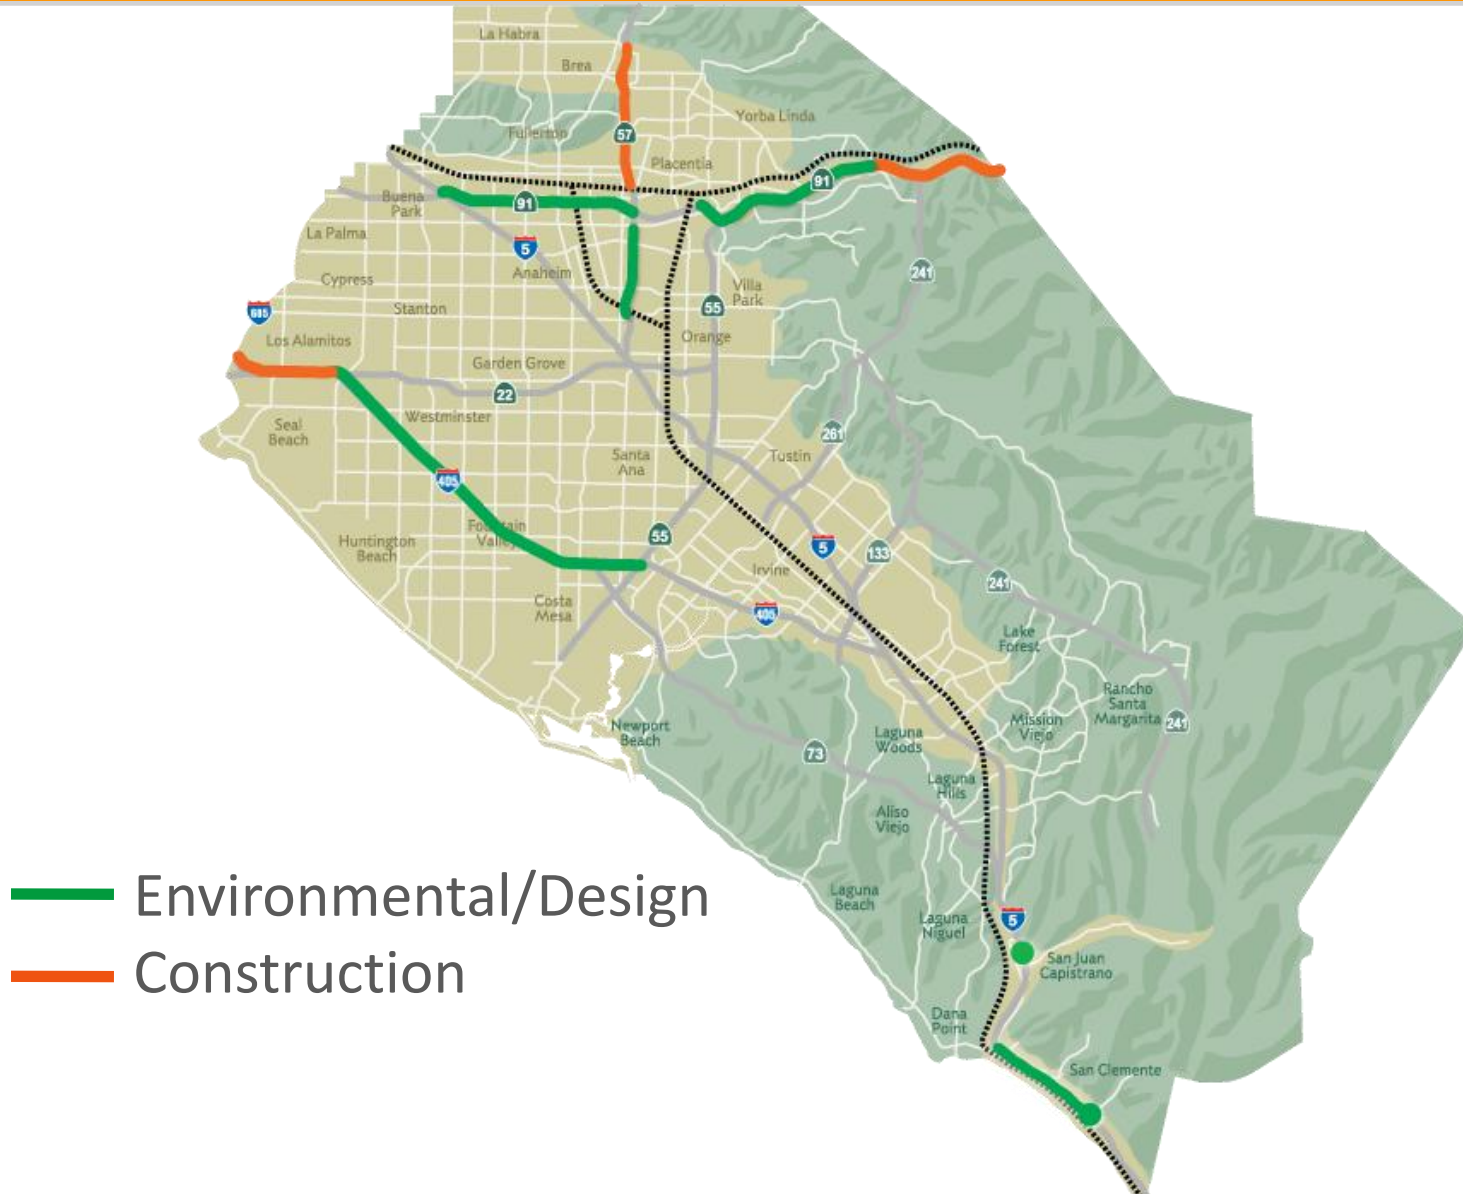 La Habra
Brea
Yorba Linda
Fullerton
57
Placentia
91
Buena
Park
91
La Palma
5
Anaheim
241
Cypress
Villa
Park
Stanton
55
605
Los Alamitos
Orange
Garden Grove
22
Westminster
Seal
Beach
261
Santa
Ana
Tustin
405
Fountain
Valley
Huntington
Beach
55
5
133
Irvine
241
Costa
Mesa
405
Lake
Forest
Rancho
Santa
Margarita
241
Newport
Beach
Mission
Viejo
Laguna
Woods
73
Laguna
Hills
Aliso
Viejo
Environmental/Design
Construction
Laguna
Beach
Laguna
Niguel
5
San Juan
Capistrano
Dana
Point
San Clemente